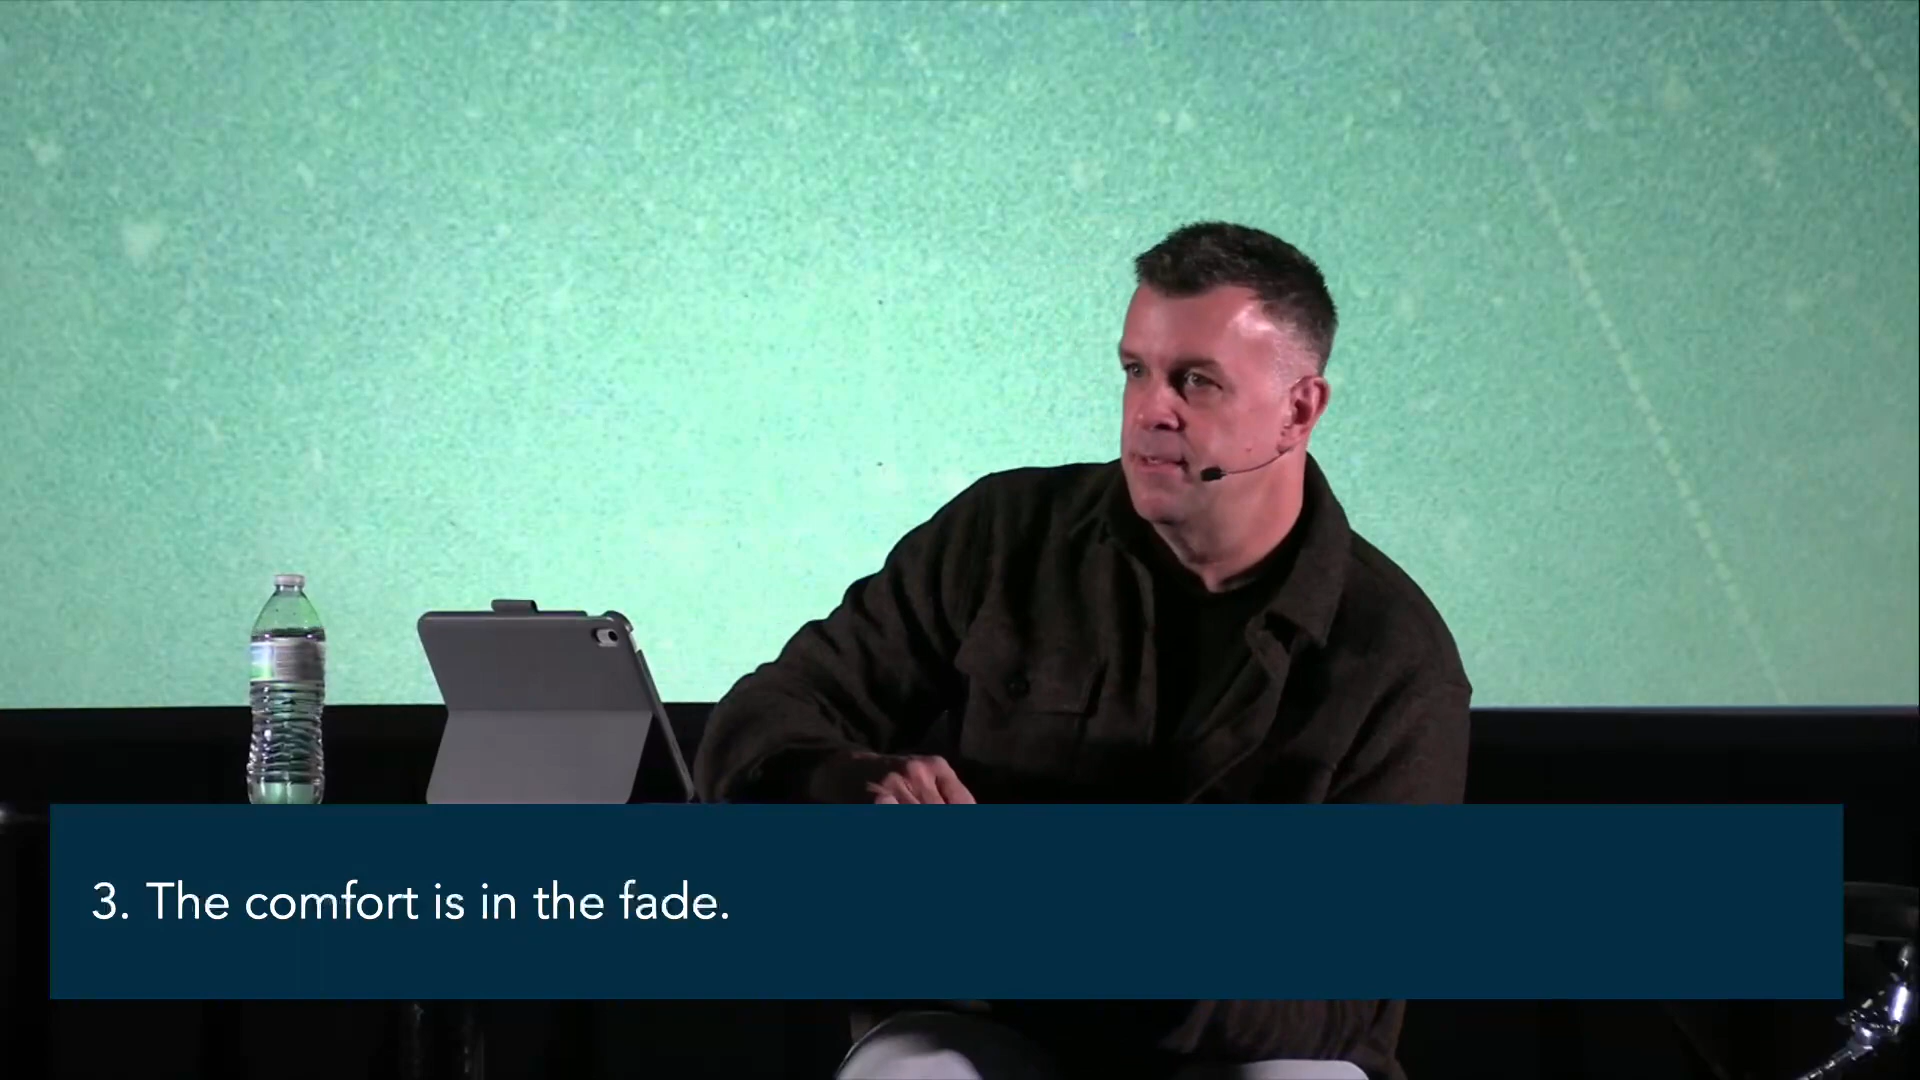 3. The comfort is in the fade.